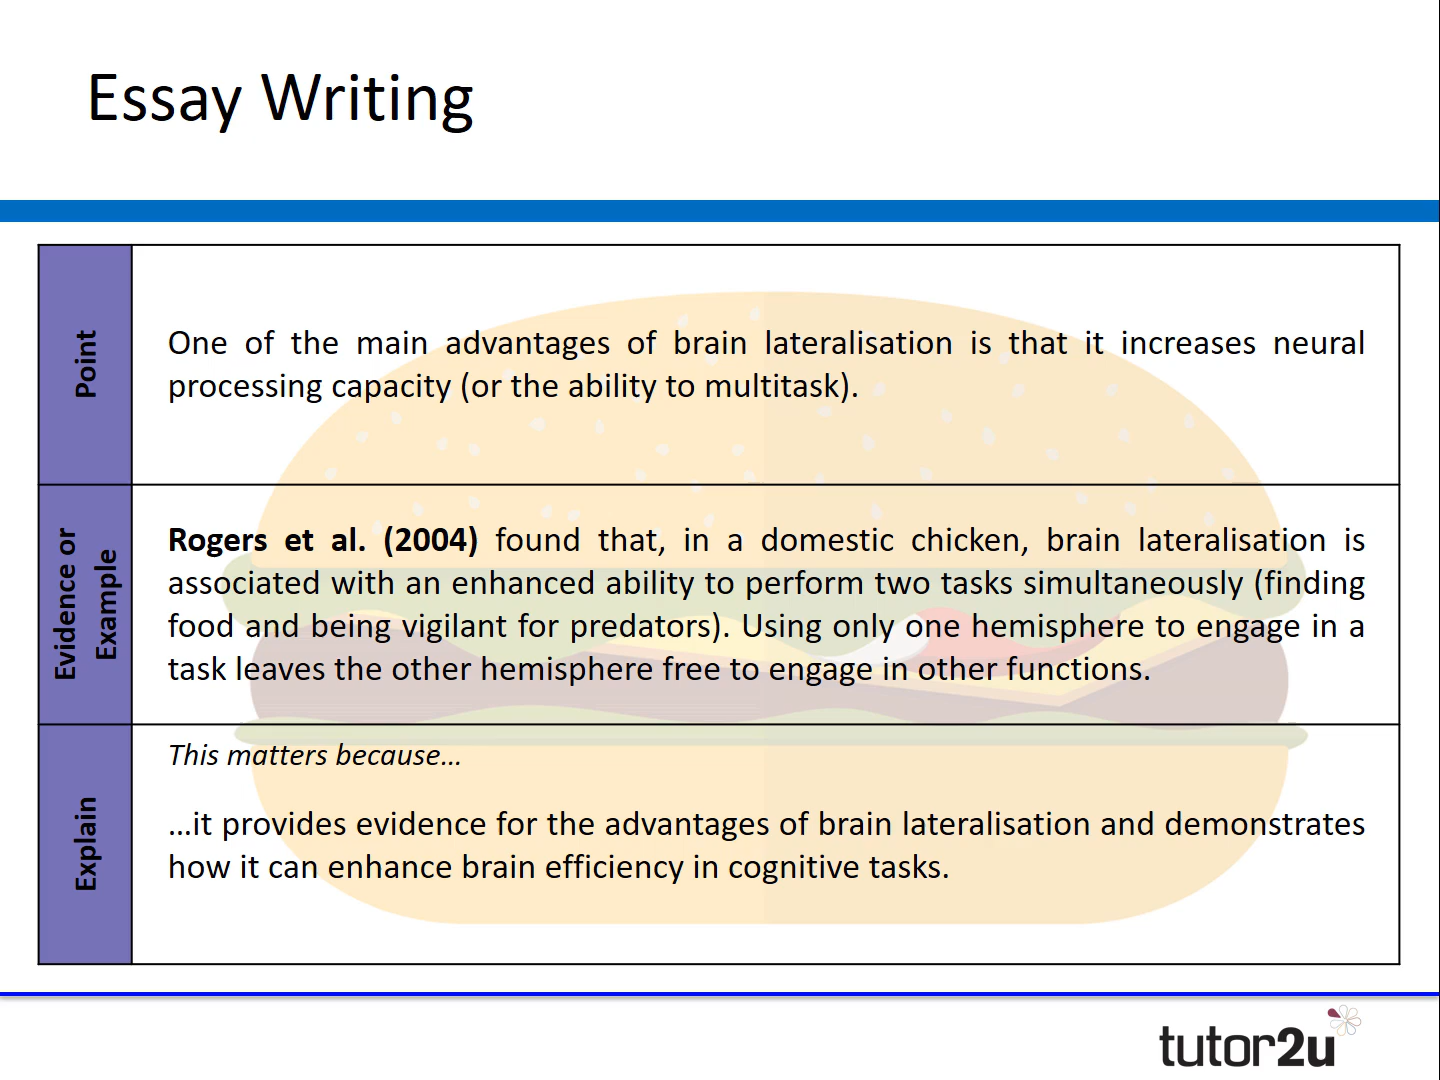 Essay Writing
Point
One of the main advantages of brain lateralisation is that it increases neural
processing capacity (or the ability to multitask).
Evidence or
Example
Rogers et al. (2004) found that, in a domestic chicken, brain lateralisation is
associated with an enhanced ability to perform two tasks simultaneously (finding
food and being vigilant for predators). Using only one hemisphere to engage in a
task leaves the other hemisphere free to engage in other functions.
Explain
This matters because…
…it provides evidence for the advantages of brain lateralisation and demonstrates
how it can enhance brain efficiency in cognitive tasks.
tutor2u